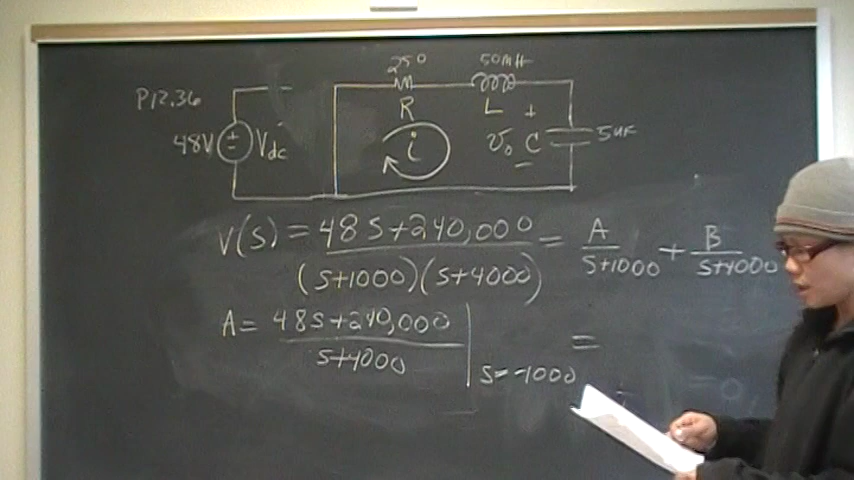 250 50mH
P12.36
R L +
48V + - Vdc i v₀ C 5uF
-
V(s) = 48s+240,000 / (s+1000)(s+4000) = A / s+1000 + B / s+4000
A = 48s+240,000 / s+4000 | s=-1000 =